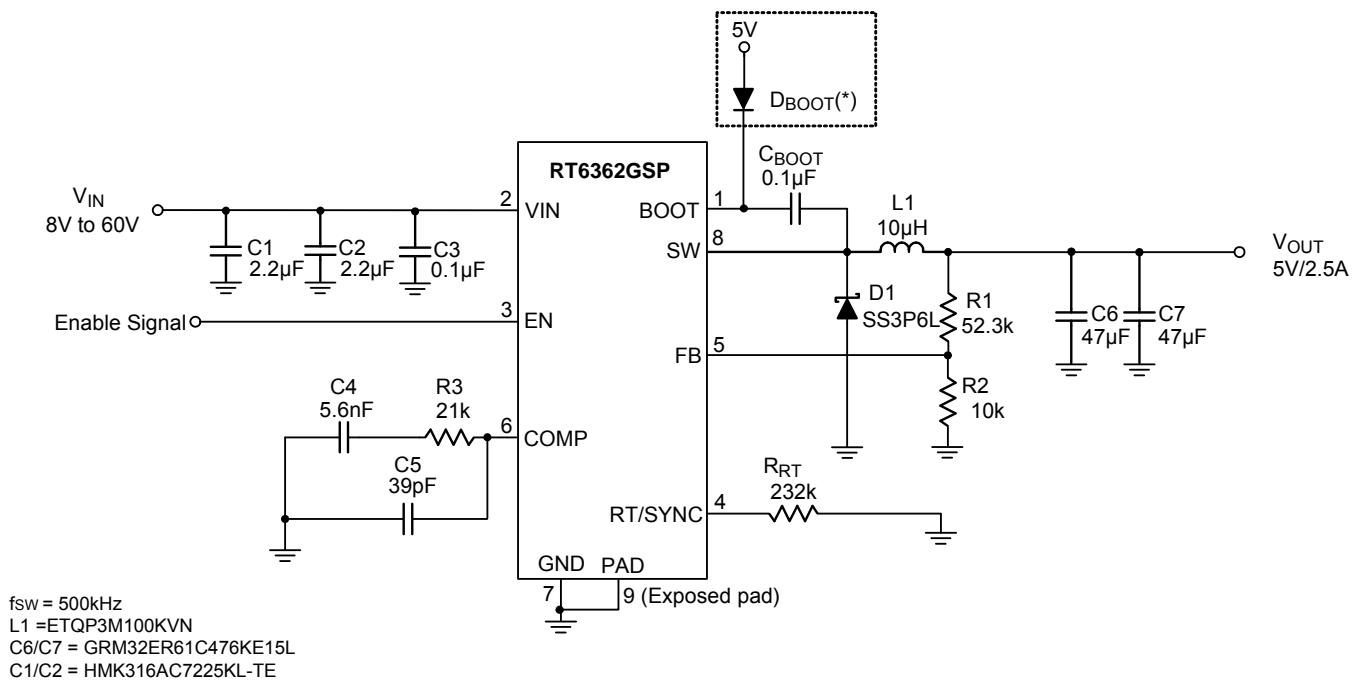 5V
DBOOT(*)
RT6362GSP
CBOOT
0.1µF
VIN
8V to 60V
2
VIN
BOOT
1
L1
10µH
C1
2.2µF
C2
2.2µF
C3
0.1µF
SW
8
VOUT
5V/2.5A
Enable Signal
3
EN
D1
SS3P6L
R1
52.3k
C6
47µF
C7
47µF
FB
5
R2
10k
C4
5.6nF
R3
21k
6
COMP
C5
39pF
RRT
232k
RT/SYNC
4
GND
PAD
7
9 (Exposed pad)
fsw = 500kHz
L1 =ETQP3M100KVN
C6/C7 = GRM32ER61C476KE15L
C1/C2 = HMK316AC7225KL-TE